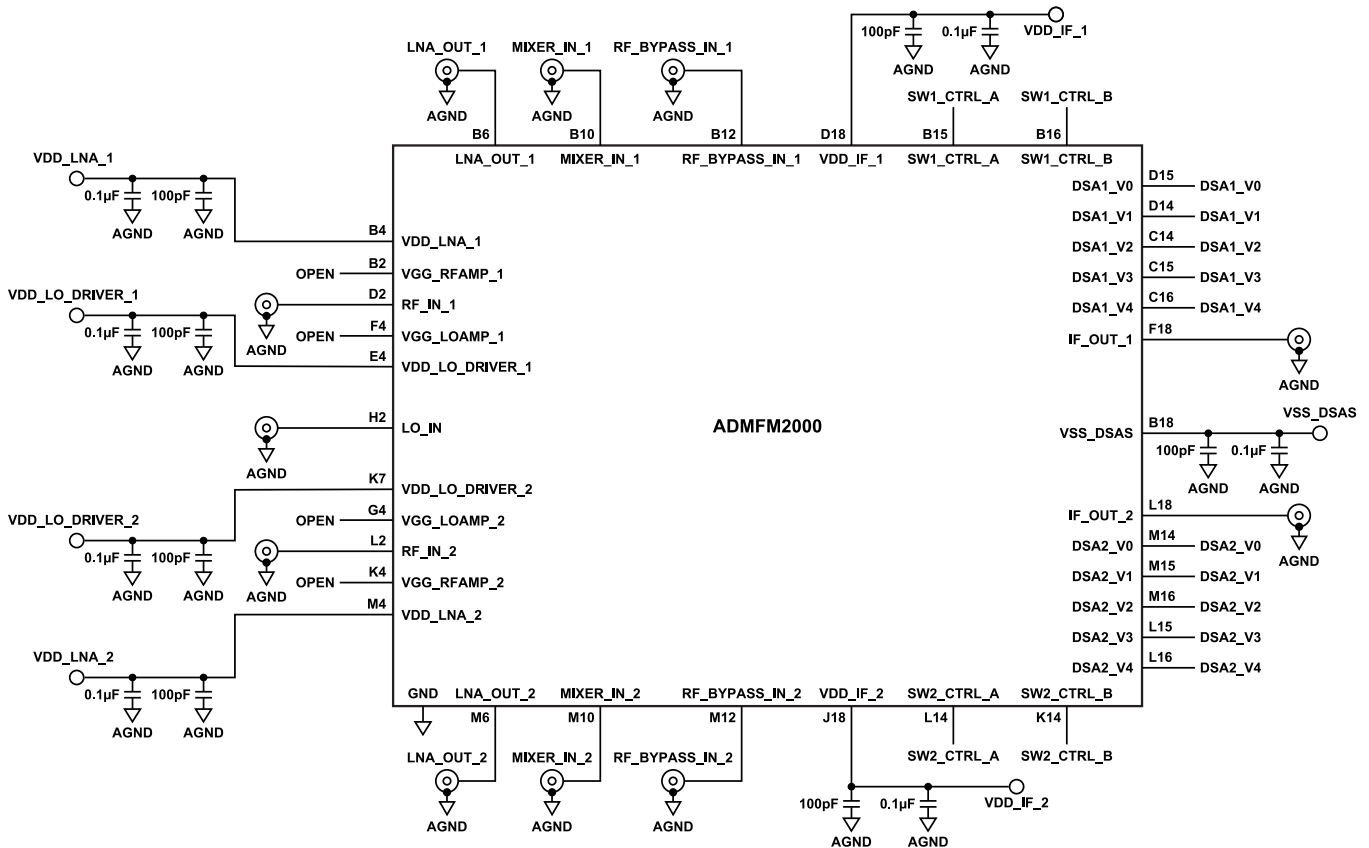 100pF
0.1µF
VDD_IF_1
AGND
AGND
LNA_OUT_1
MIXER_IN_1
RF_BYPASS_IN_1
AGND
AGND
AGND
SW1_CTRL_A
SW1_CTRL_B
B6
B10
B12
D18
B15
B16
LNA_OUT_1
MIXER_IN_1
RF_BYPASS_IN_1
VDD_IF_1
SW1_CTRL_A
SW1_CTRL_B
VDD_LNA_1
0.1µF
100pF
AGND
AGND
B4
VDD_LNA_1
B2
OPEN
VGG_RFAMP_1
D2
RF_IN_1
AGND
F4
OPEN
VGG_LOAMP_1
E4
VDD_LO_DRIVER_1
VDD_LO_DRIVER_1
0.1µF
100pF
AGND
AGND
H2
LO_IN
AGND
K7
VDD_LO_DRIVER_2
VDD_LO_DRIVER_2
0.1µF
100pF
AGND
AGND
G4
OPEN
VGG_LOAMP_2
L2
RF_IN_2
AGND
K4
OPEN
VGG_RFAMP_2
M4
VDD_LNA_2
VDD_LNA_2
0.1µF
100pF
AGND
AGND
ADMFM2000
DSA1_V0
D15
DSA1_V0
DSA1_V1
D14
DSA1_V1
DSA1_V2
C14
DSA1_V2
DSA1_V3
C15
DSA1_V3
DSA1_V4
C16
DSA1_V4
IF_OUT_1
F18
AGND
VSS_DSAS
B18
VSS_DSAS
100pF
0.1µF
AGND
AGND
IF_OUT_2
L18
AGND
DSA2_V0
M14
DSA2_V0
DSA2_V1
M15
DSA2_V1
DSA2_V2
M16
DSA2_V2
DSA2_V3
L15
DSA2_V3
DSA2_V4
L16
DSA2_V4
GND
LNA_OUT_2
MIXER_IN_2
RF_BYPASS_IN_2
VDD_IF_2
SW2_CTRL_A
SW2_CTRL_B
M6
M10
M12
J18
L14
K14
LNA_OUT_2
MIXER_IN_2
RF_BYPASS_IN_2
SW2_CTRL_A
SW2_CTRL_B
AGND
AGND
AGND
100pF
0.1µF
VDD_IF_2
AGND
AGND